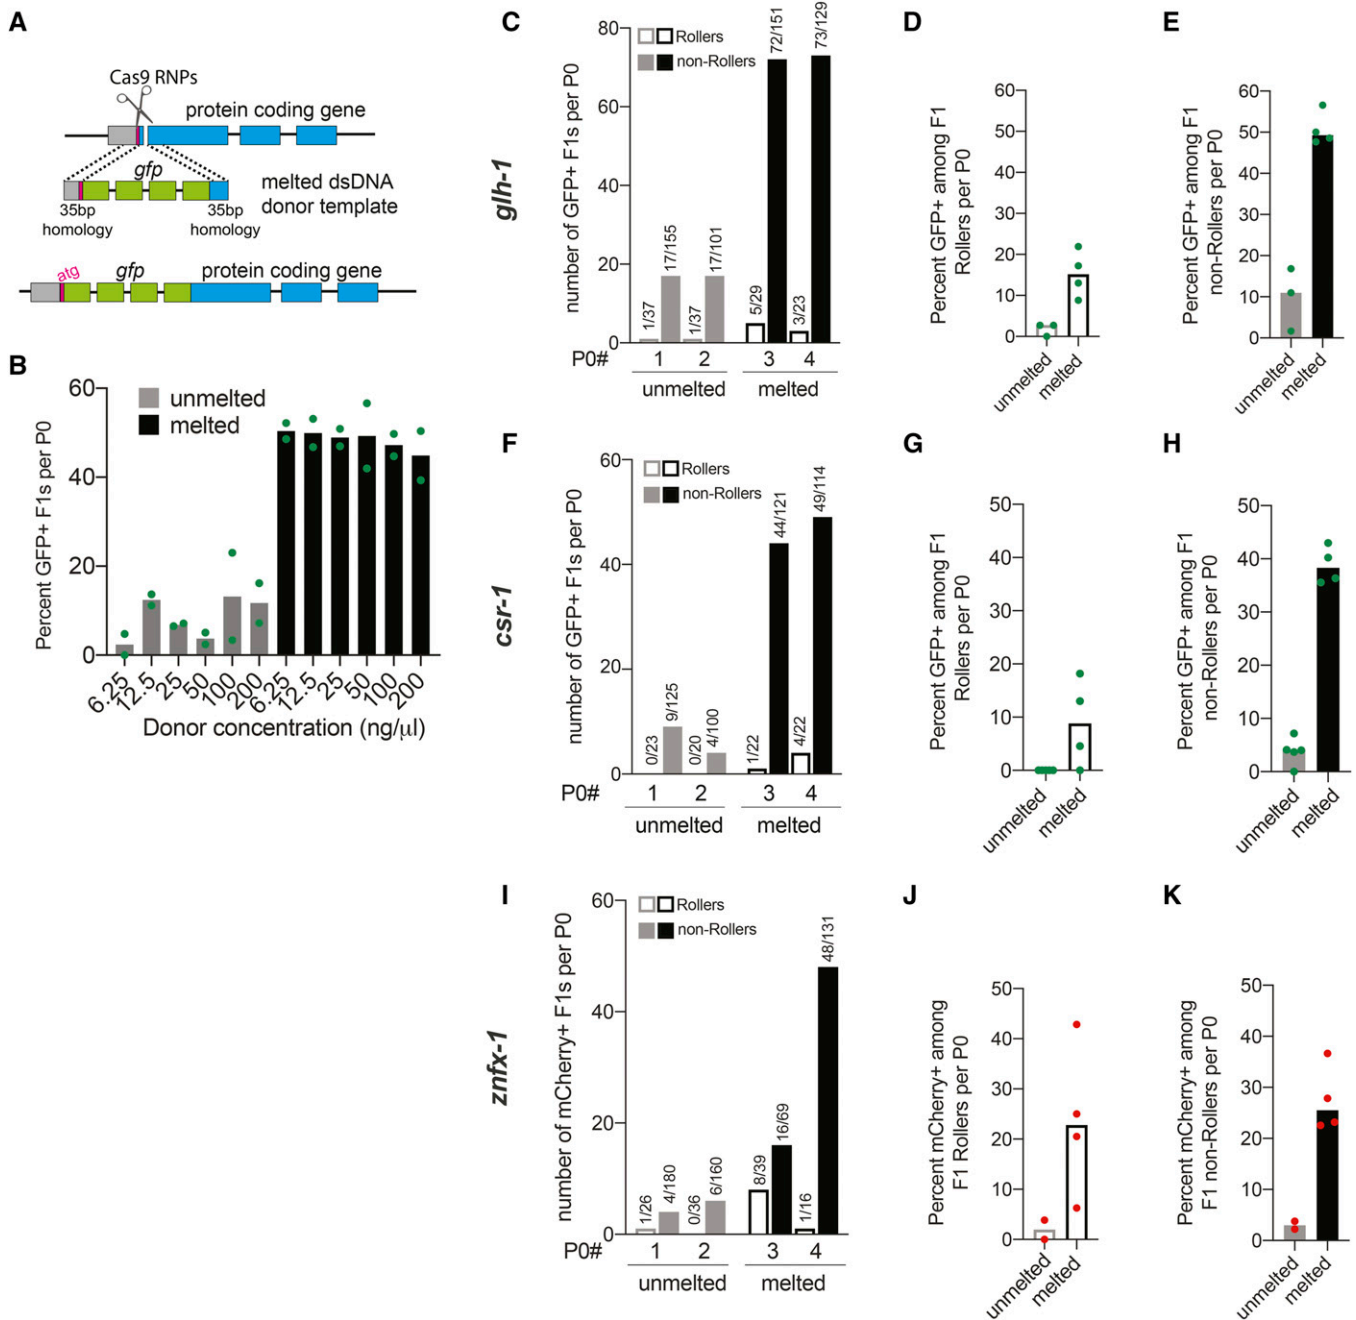 A
Cas9 RNPs
protein coding gene
gfp
melted dsDNA
donor template
35bp
homology
35bp
homology
atg
gfp
protein coding gene
B
Percent GFP+ F1s per P0
60
40
20
0
unmelted
melted
6.25
12.5
25
50
100
200
6.25
12.5
25
50
100
200
Donor concentration (ng/μl)
glh-1
C
number of GFP+ F1s per P0
80
60
40
20
0
Rollers
non-Rollers
1/37
17/155
1/37
17/101
5/29
72/151
3/23
73/129
P0#
1
2
3
4
unmelted
melted
D
Percent GFP+ among F1
Rollers per P0
60
50
40
30
20
10
0
unmelted
melted
E
Percent GFP+ among F1
non-Rollers per P0
60
50
40
30
20
10
0
unmelted
melted
csr-1
F
number of GFP+ F1s per P0
60
40
20
0
Rollers
non-Rollers
0/23
9/125
0/20
4/100
1/22
44/121
4/22
49/114
P0#
1
2
3
4
unmelted
melted
G
Percent GFP+ among F1
Rollers per P0
50
40
30
20
10
0
unmelted
melted
H
Percent GFP+ among F1
non-Rollers per P0
50
40
30
20
10
0
unmelted
melted
znfx-1
I
number of mCherry+ F1s per P0
60
40
20
0
Rollers
non-Rollers
1/26
4/180
0/36
6/160
8/39
16/69
1/16
48/131
P0#
1
2
3
4
unmelted
melted
J
Percent mCherry+ among
F1 Rollers per P0
50
40
30
20
10
0
unmelted
melted
K
Percent mCherry+ among
F1 non-Rollers per P0
50
40
30
20
10
0
unmelted
melted